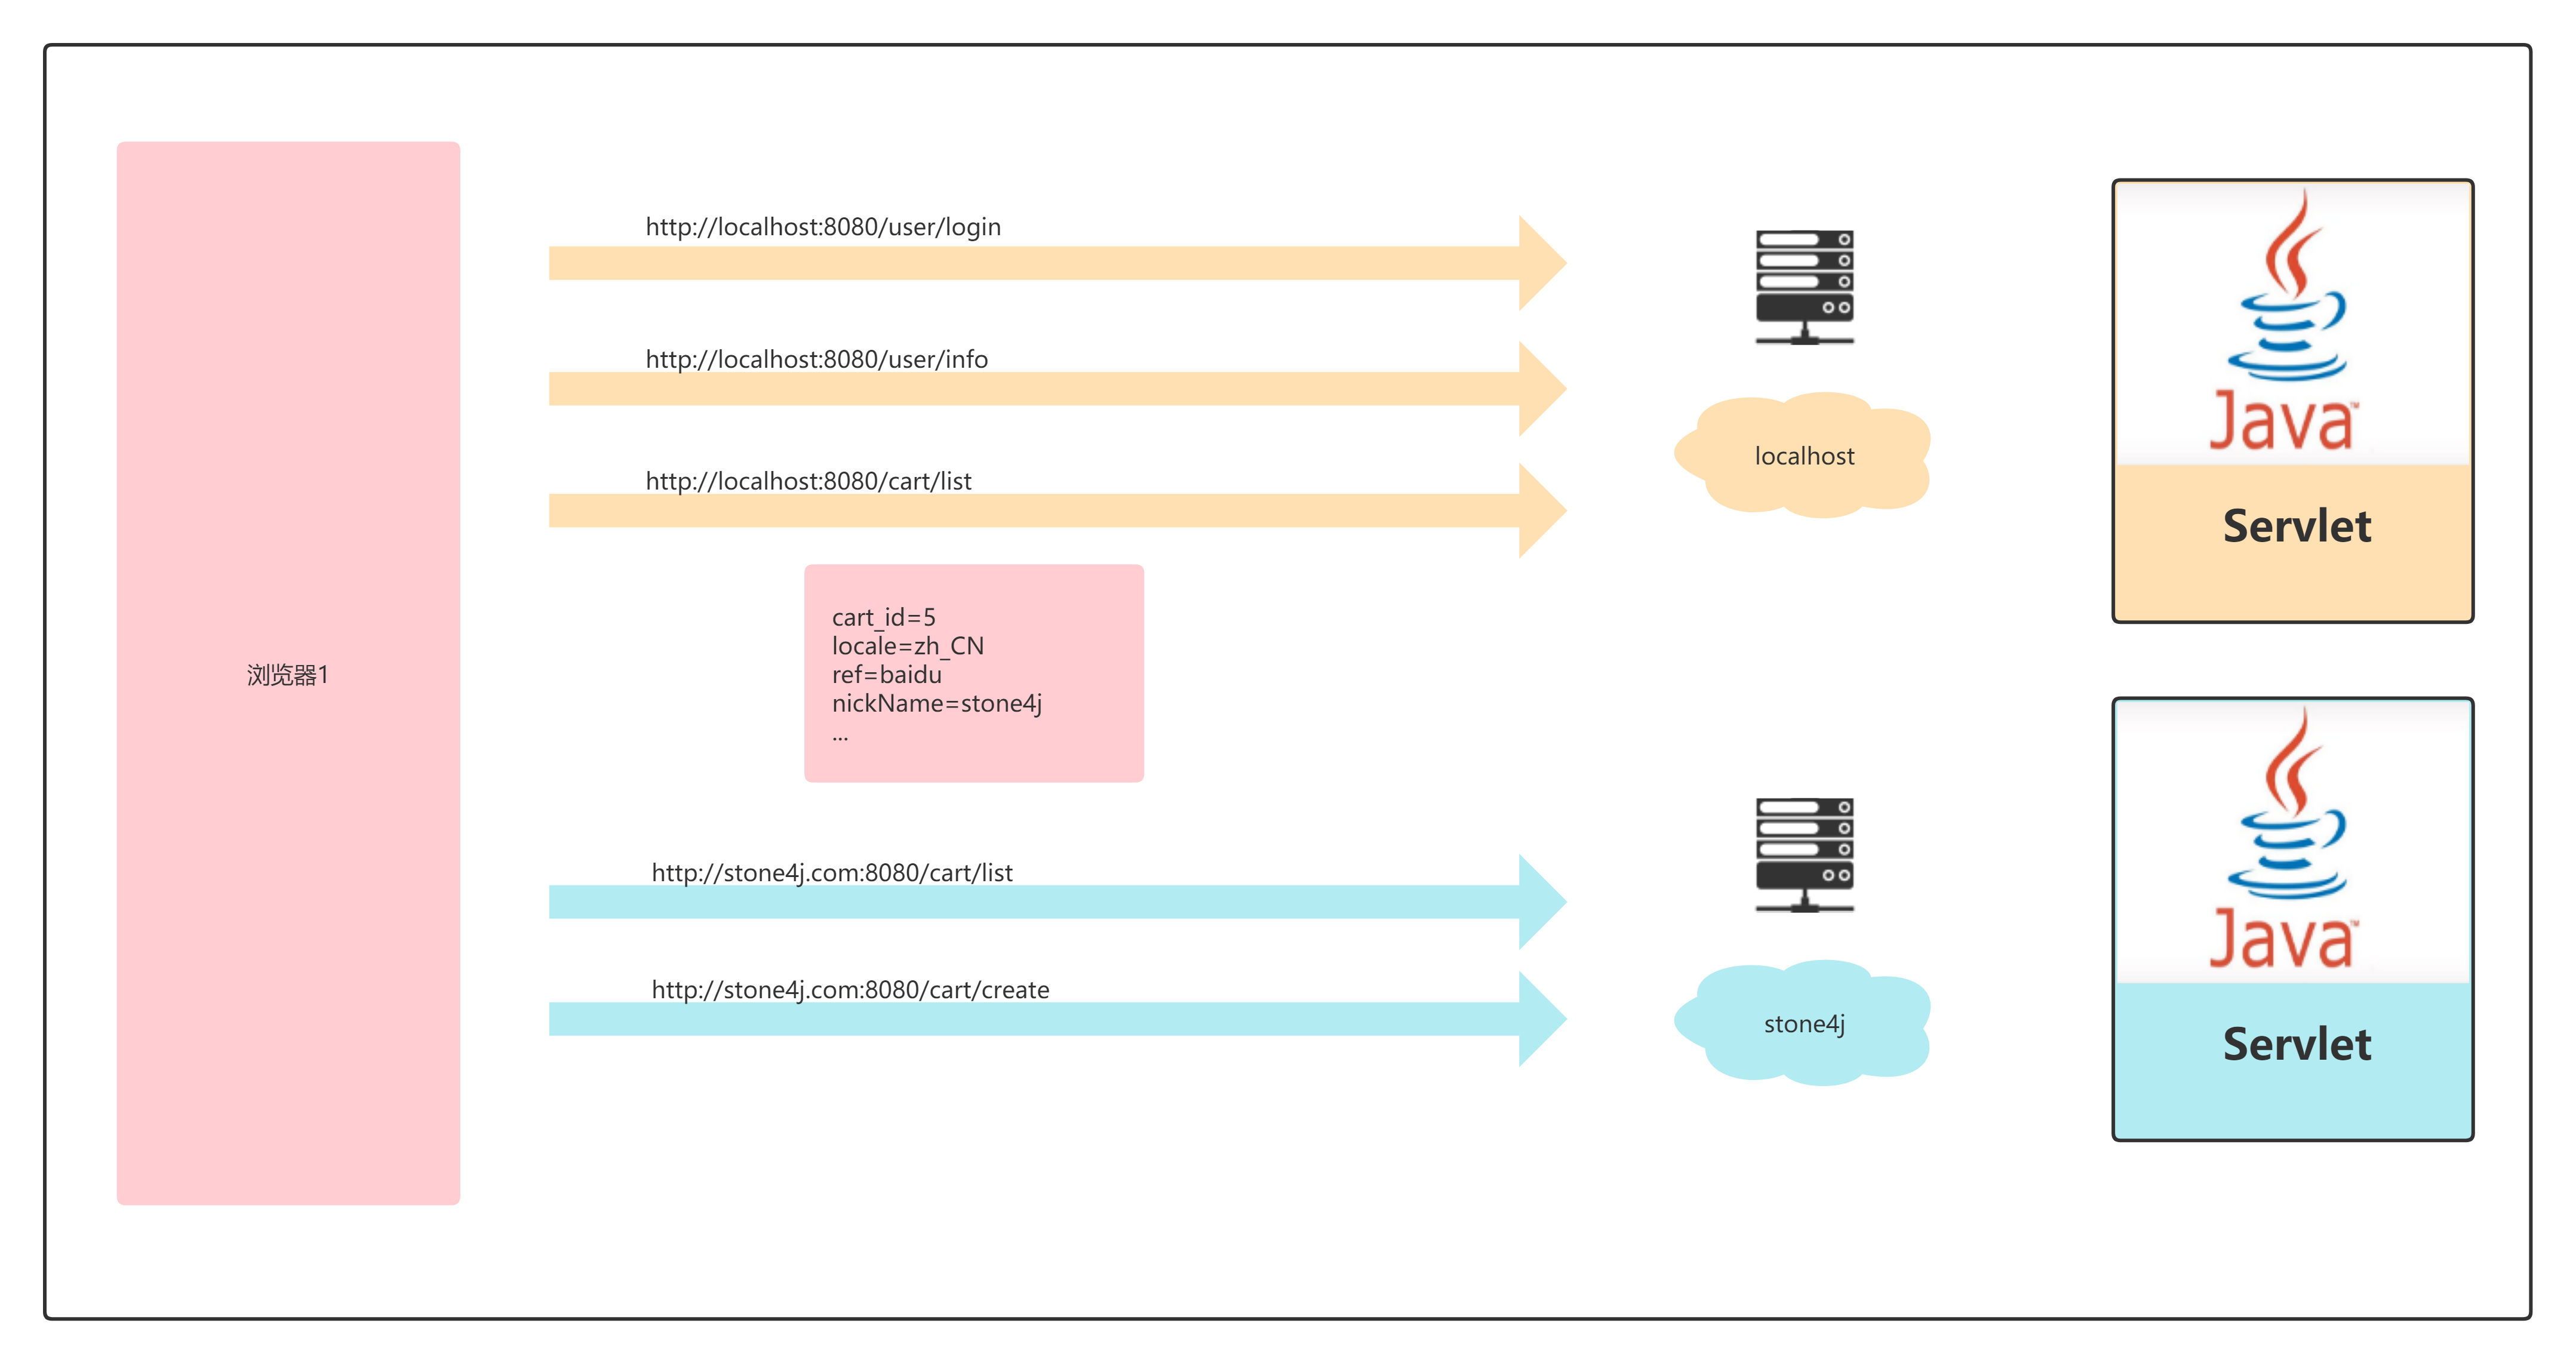 浏览器1
http://localhost:8080/user/login
http://localhost:8080/user/info
http://localhost:8080/cart/list
cart_id=5
locale=zh_CN
ref=baidu
nickName=stone4j
...
http://stone4j.com:8080/cart/list
http://stone4j.com:8080/cart/create
localhost
stone4j
Java™
Servlet
Java™
Servlet